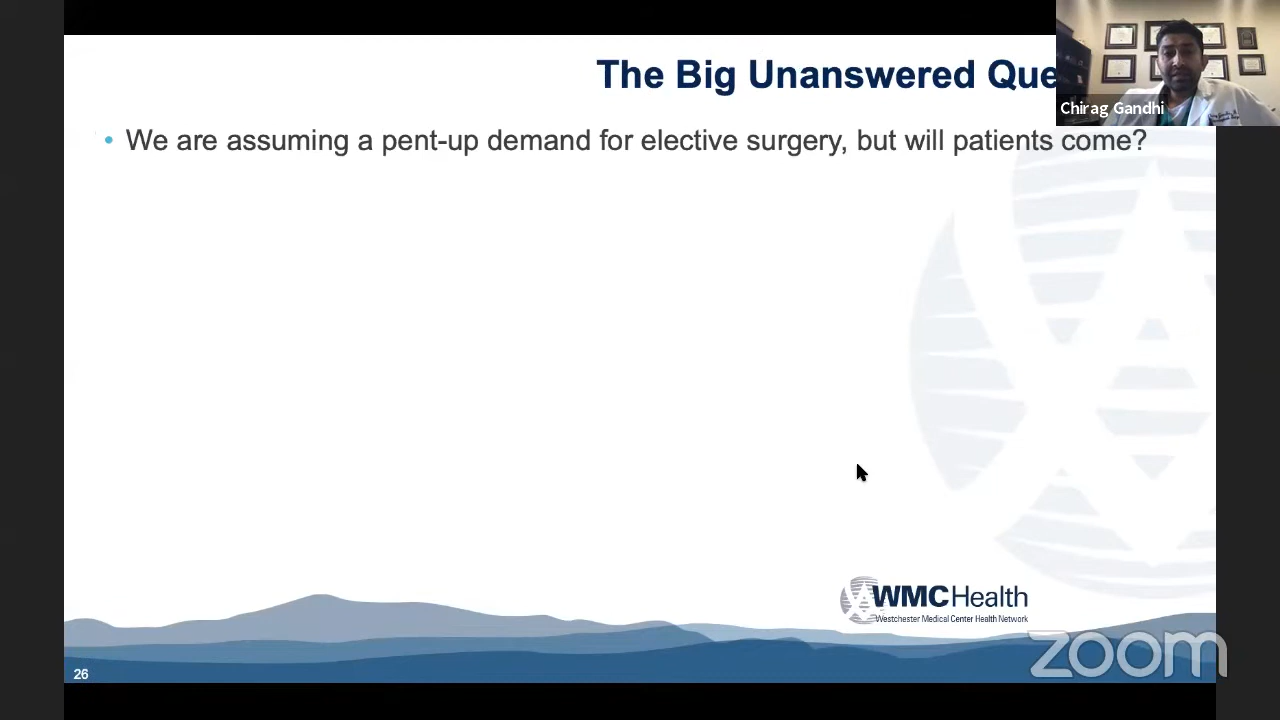 The Big Unanswered Que
Chirag Gandhi
• We are assuming a pent-up demand for elective surgery, but will patients come?
WMCHealth
Westchester Medical Center Health Network
zoom
26